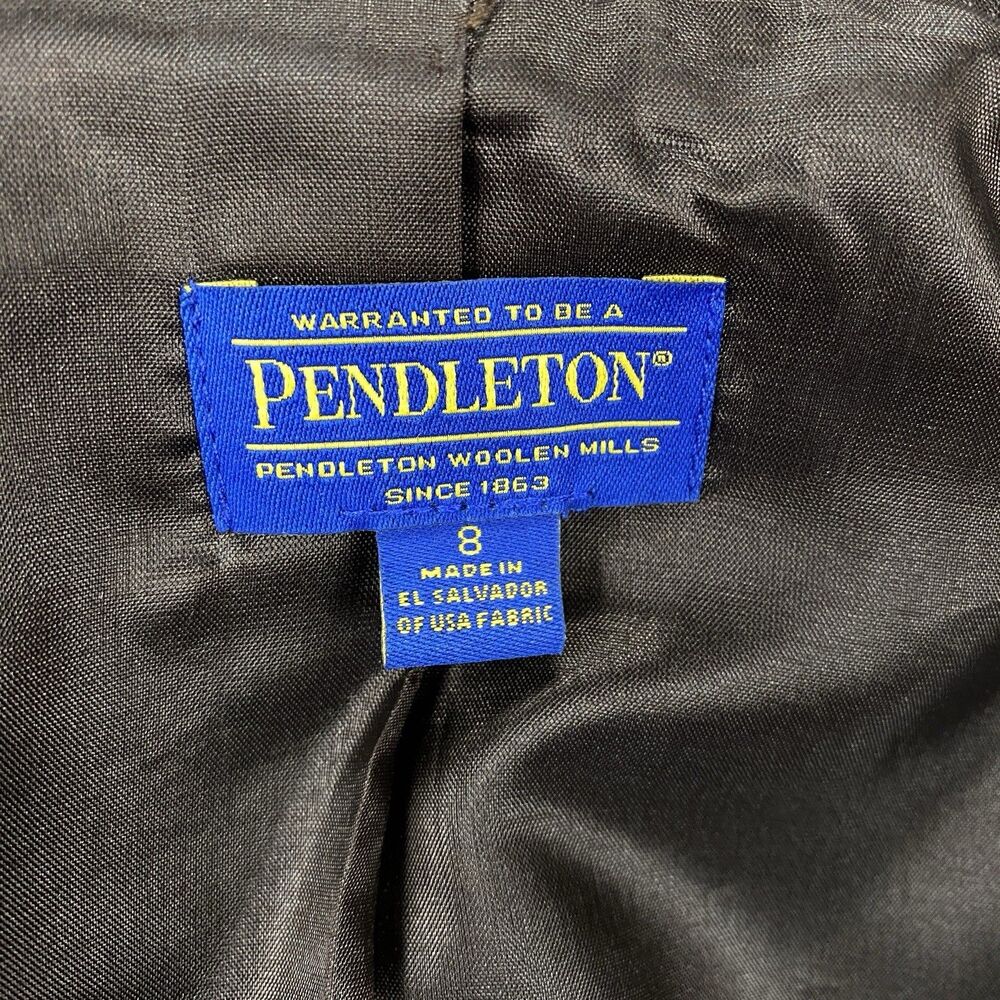 WARRANTED TO BE A
PENDLETON®
PENDLETON WOOLEN MILLS
SINCE 1863
8
MADE IN
EL SALVADOR
OF USA FABRIC